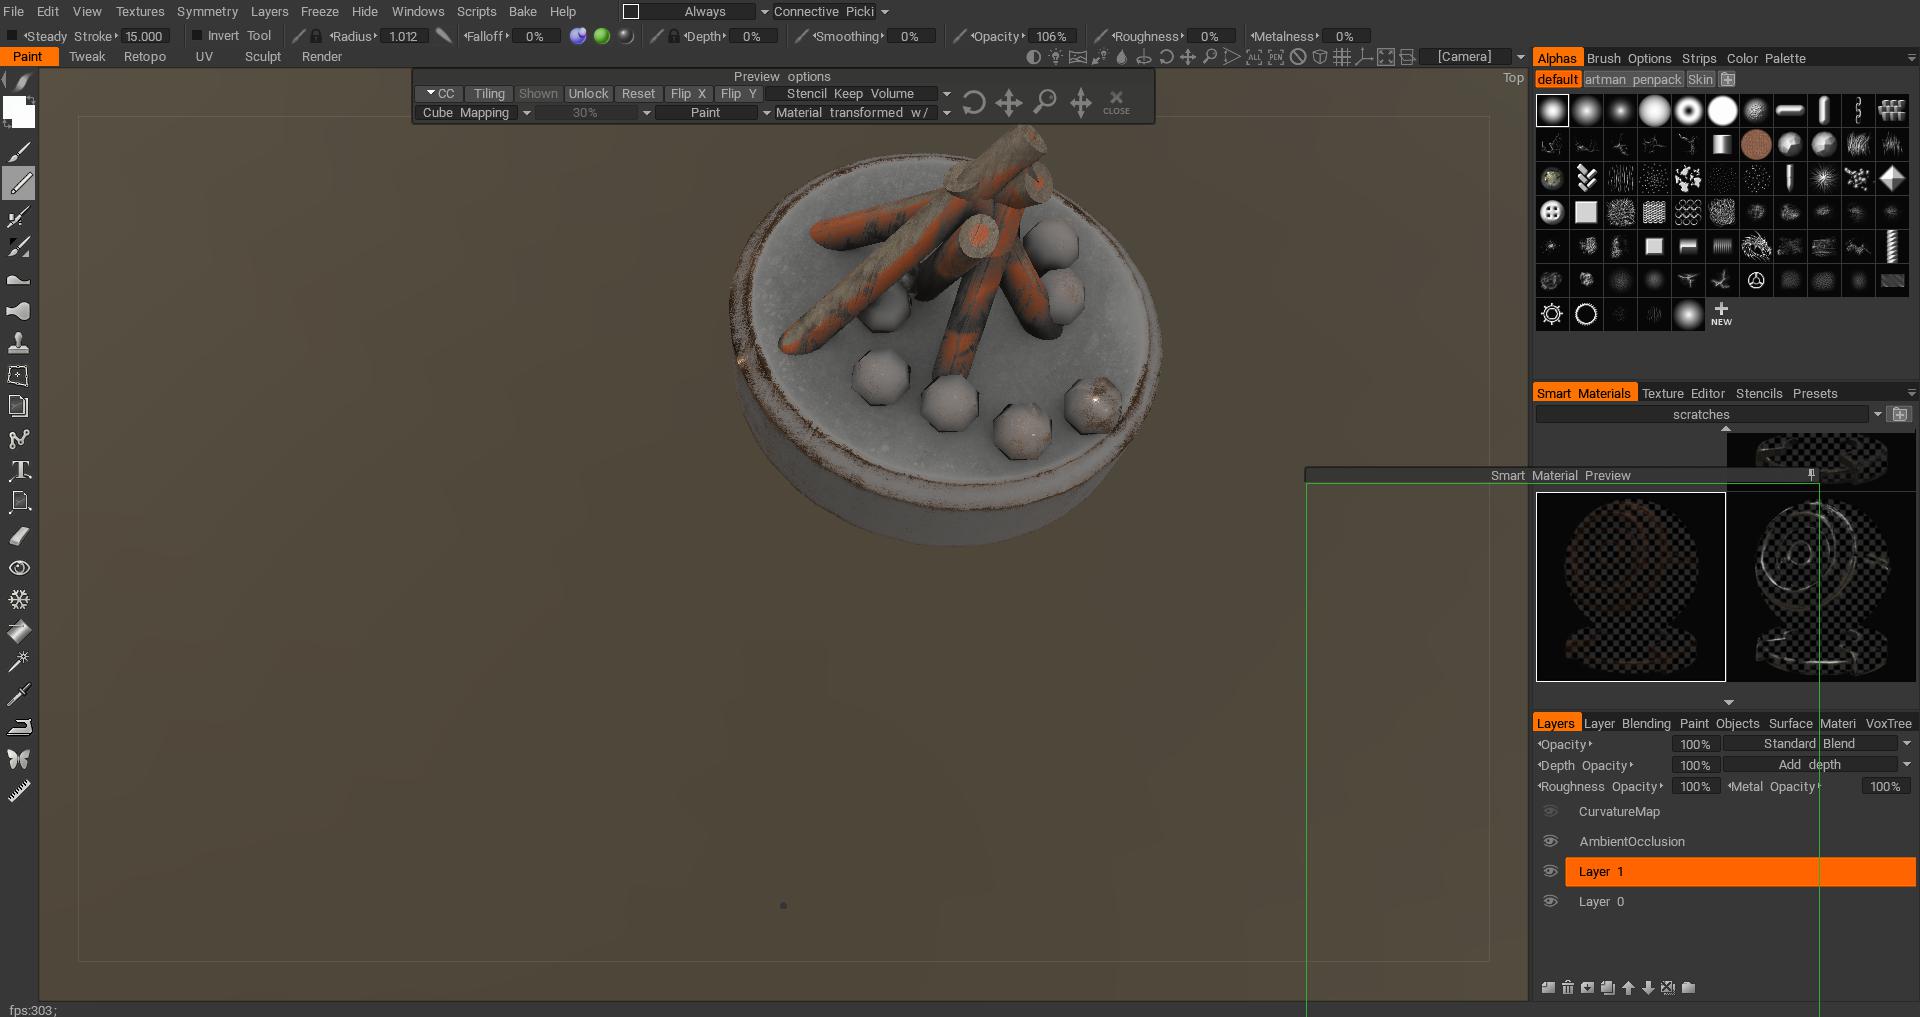 File Edit View Textures Symmetry Layers Freeze Hide Windows Scripts Bake Help Always Connective Picki
Steady Stroke 15.000 Invert Tool Radius 1.012 Falloff 0% Depth 0% Smoothing 0% Opacity 106% Roughness 0% Metalness 0%
Paint Tweak Retopo UV Sculpt Render ALL PEN [Camera]
Alphas Brush Options Strips Color Palette
Preview options
Top
default artman penpack Skin
CC Tiling Shown Unlock Reset Flip X Flip Y Stencil Keep Volume
Cube Mapping 30% Paint Material transformed w/ CLOSE
NEW
Smart Materials Texture Editor Stencils Presets
scratches
Smart Material Preview
Layers Layer Blending Paint Objects Surface Materi VoxTree
Opacity 100% Standard Blend
Depth Opacity 100% Add depth
Roughness Opacity 100% Metal Opacity 100%
CurvatureMap
AmbientOcclusion
Layer 1
Layer 0
fps:303;